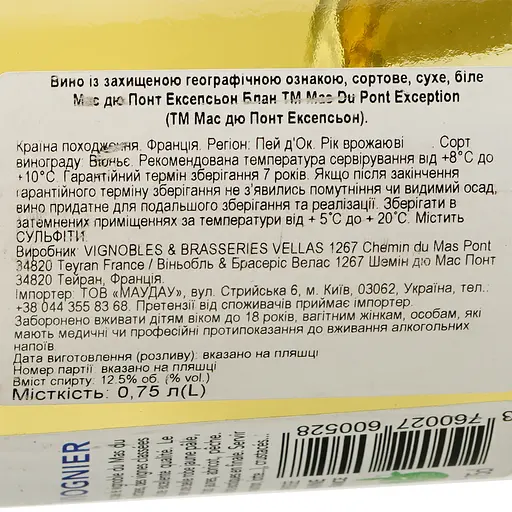 Вино із захищеною географічною ознакою, сортове, сухе, біле
Мас дю Понт Ексепсьон Блан ТМ Mas Du Pont Exception
(ТМ Мас дю Понт Ексепсьон).
Країна походження. Франція. Регіон: Пей д'Ок. Рік врожаюві . Сорт
винограду: Віоньє. Рекомендована температура сервірування від +8°С до
+10°С. Гарантійний термін зберігання 7 років. Якщо після закінчення
гарантійного терміну зберігання не з'явились помутніння чи видимий осад,
вино придатне для подальшого зберігання та реалізації. Зберігати в
затемнених приміщеннях за температури від + 5°С до + 20°С. Містить
СУЛЬФІТИ.
Виробник: VIGNOBLES & BRASSERIES VELLAS 1267 Chemin du Mas Pont
34820 Teyran France / Віньобль & Брасеріс Велас 1267 Шемін дю Мас Понт
34820 Тейран, Франція.
Імпортер: ТОВ «МАУДАУ», вул. Стрийська 6, м. Київ, 03062, Україна, тел.:
+38 044 355 83 68. Претензії від споживачів приймає імпортер.
Заборонено вживати дітям віком до 18 років, вагітним жінкам, особам, які
мають медичні чи професійні протипоказання до вживання алкогольних
напоїв
Дата виготовлення (розливу): вказано на пляшці
Номер партії вказано на пляшці
Вміст спирту: 12.5% об. (% vol.)
Місткість: 0,75 л(L)
OGNIER
3 760027 600528